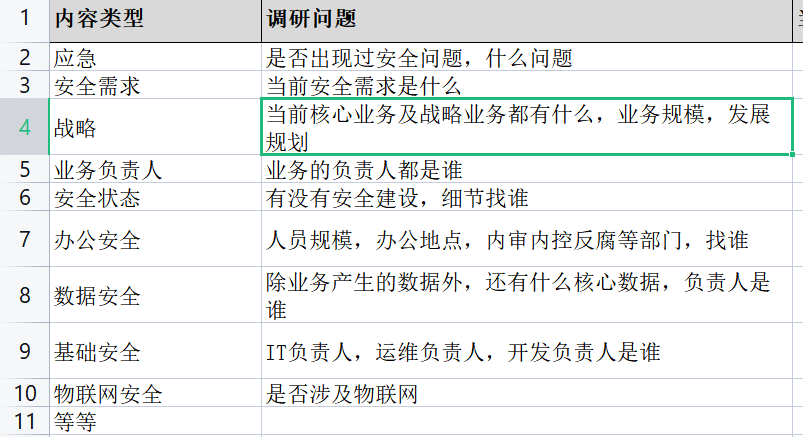 1 内容类型 调研问题
2 应急 是否出现过安全问题，什么问题
3 安全需求 当前安全需求是什么
4 战略 当前核心业务及战略业务都有什么，业务规模，发展
规划
5 业务负责人 业务的负责人都是谁
6 安全状态 有没有安全建设，细节找谁
7 办公安全 人员规模，办公地点，内审内控反腐等部门，找谁
8 数据安全 除业务产生的数据外，还有什么核心数据，负责人是
谁
9 基础安全 IT负责人，运维负责人，开发负责人是谁
10 物联网安全 是否涉及物联网
11 等等